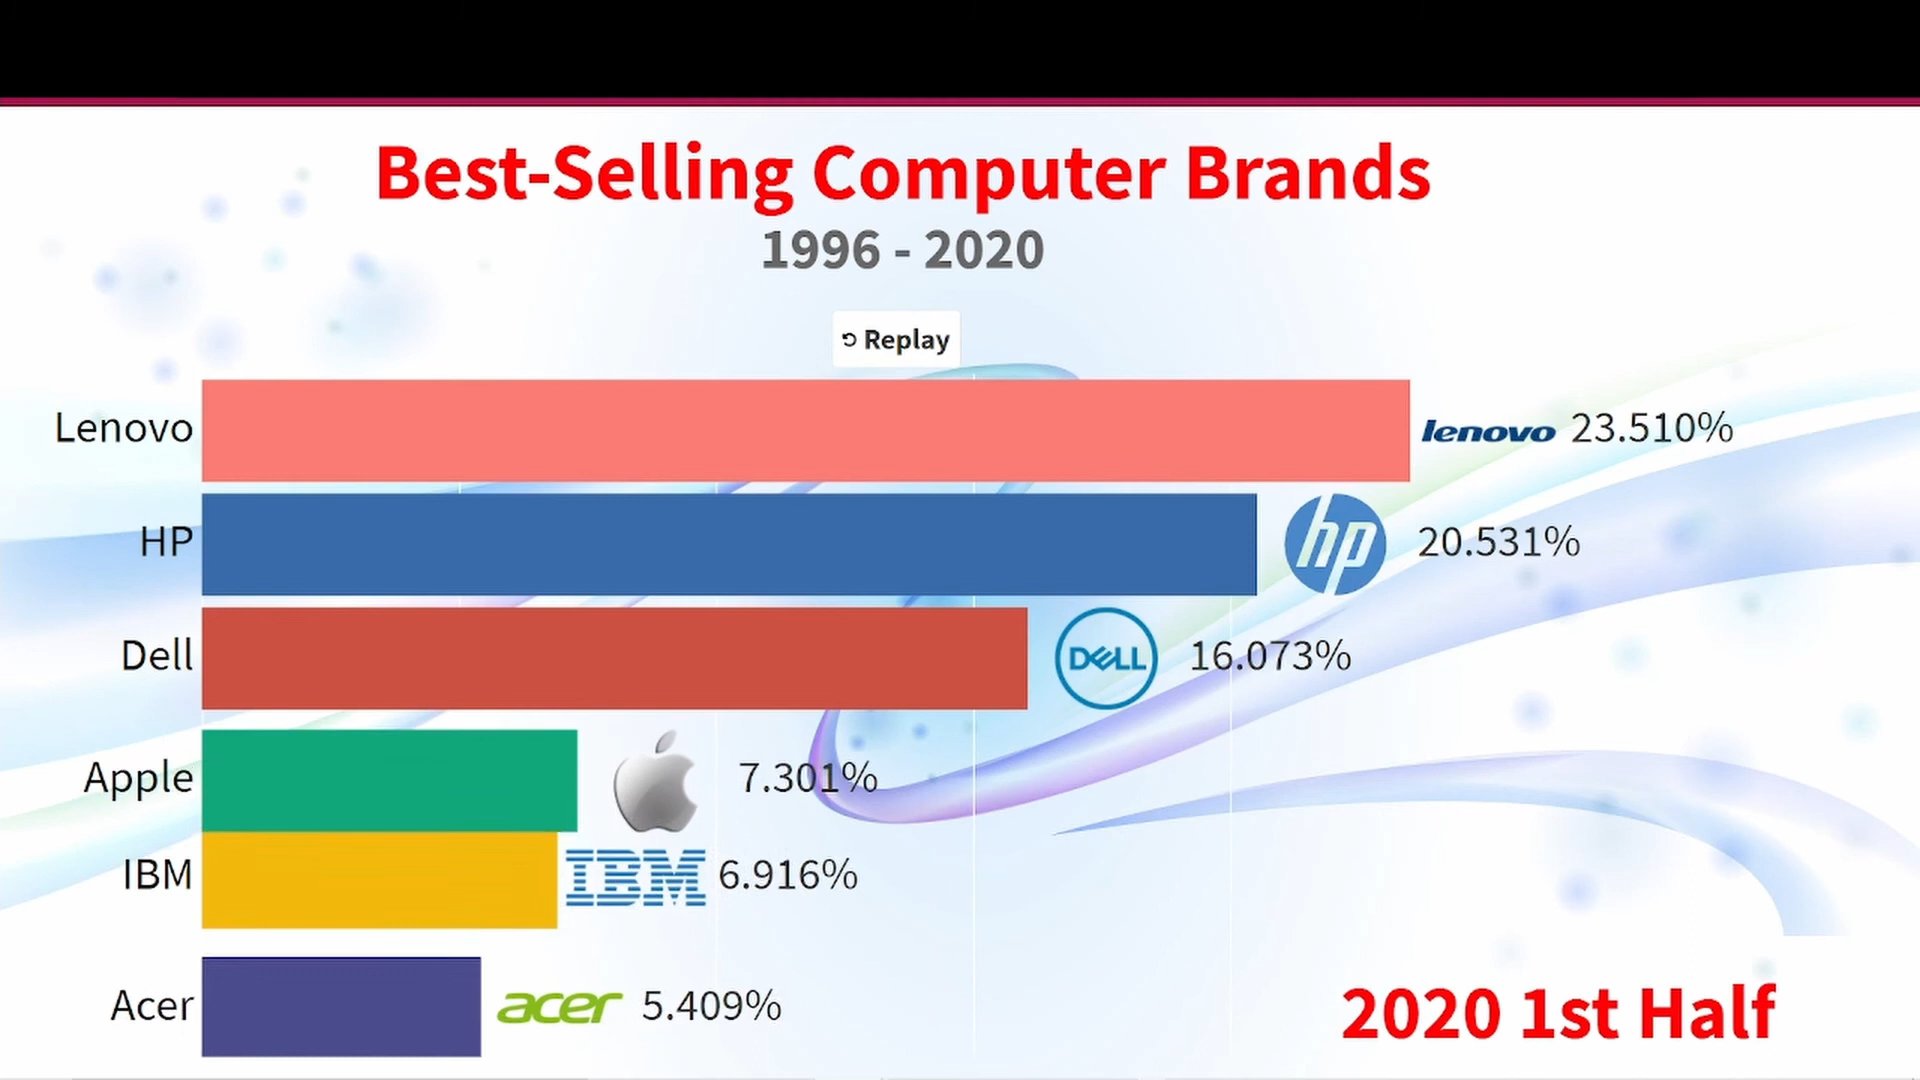 Best-Selling Computer Brands
1996 - 2020
Replay
Lenovo lenovo 23.510%
HP hp 20.531%
Dell DELL 16.073%
Apple 7.301%
IBM IBM 6.916%
Acer acer 5.409%
2020 1st Half